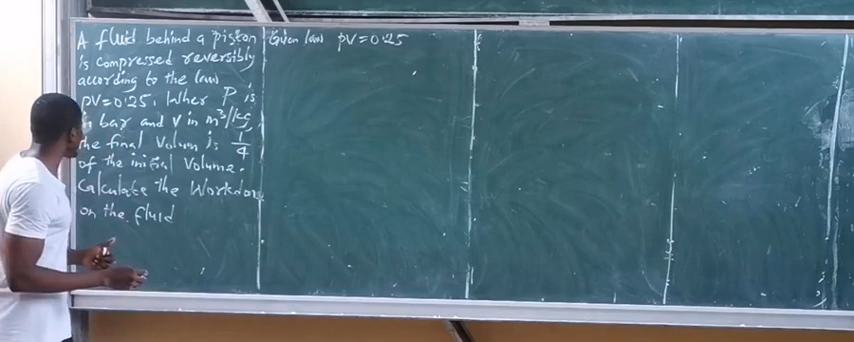 A fluid behind a piston
is compressed reversibly
according to the law
PV=0.25, where P is
in bar and v in m³/kg
the final Volum is 1/4
of the initial Volume.
Calculate the Workdone
on the fluid
Given law PV=0.25